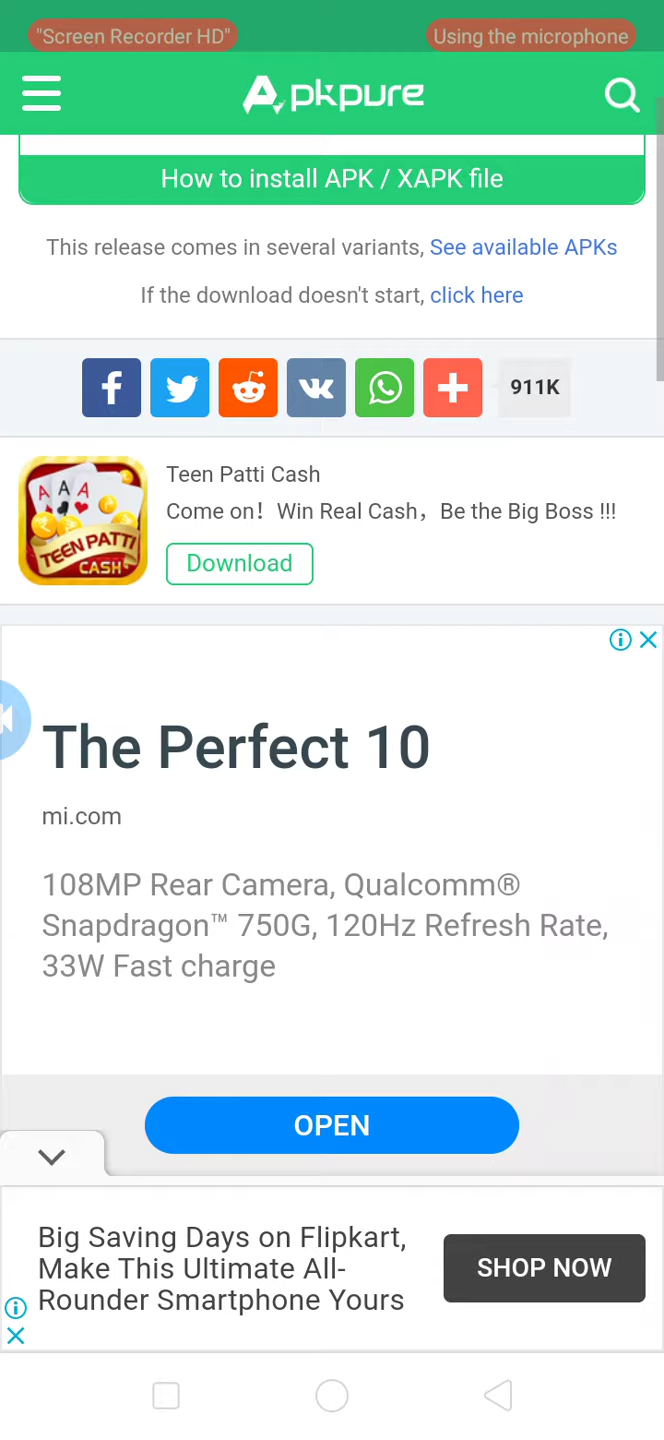 "Screen Recorder HD"
Using the microphone
Apkpure
How to install APK / XAPK file
This release comes in several variants, See available APKs
If the download doesn't start, click here
911K
Teen Patti Cash
Come on! Win Real Cash, Be the Big Boss !!!
A A A
TEEN PATTI
CASH
Download
The Perfect 10
mi.com
108MP Rear Camera, Qualcomm®
Snapdragon™ 750G, 120Hz Refresh Rate,
33W Fast charge
OPEN
Big Saving Days on Flipkart,
Make This Ultimate All-
Rounder Smartphone Yours
SHOP NOW